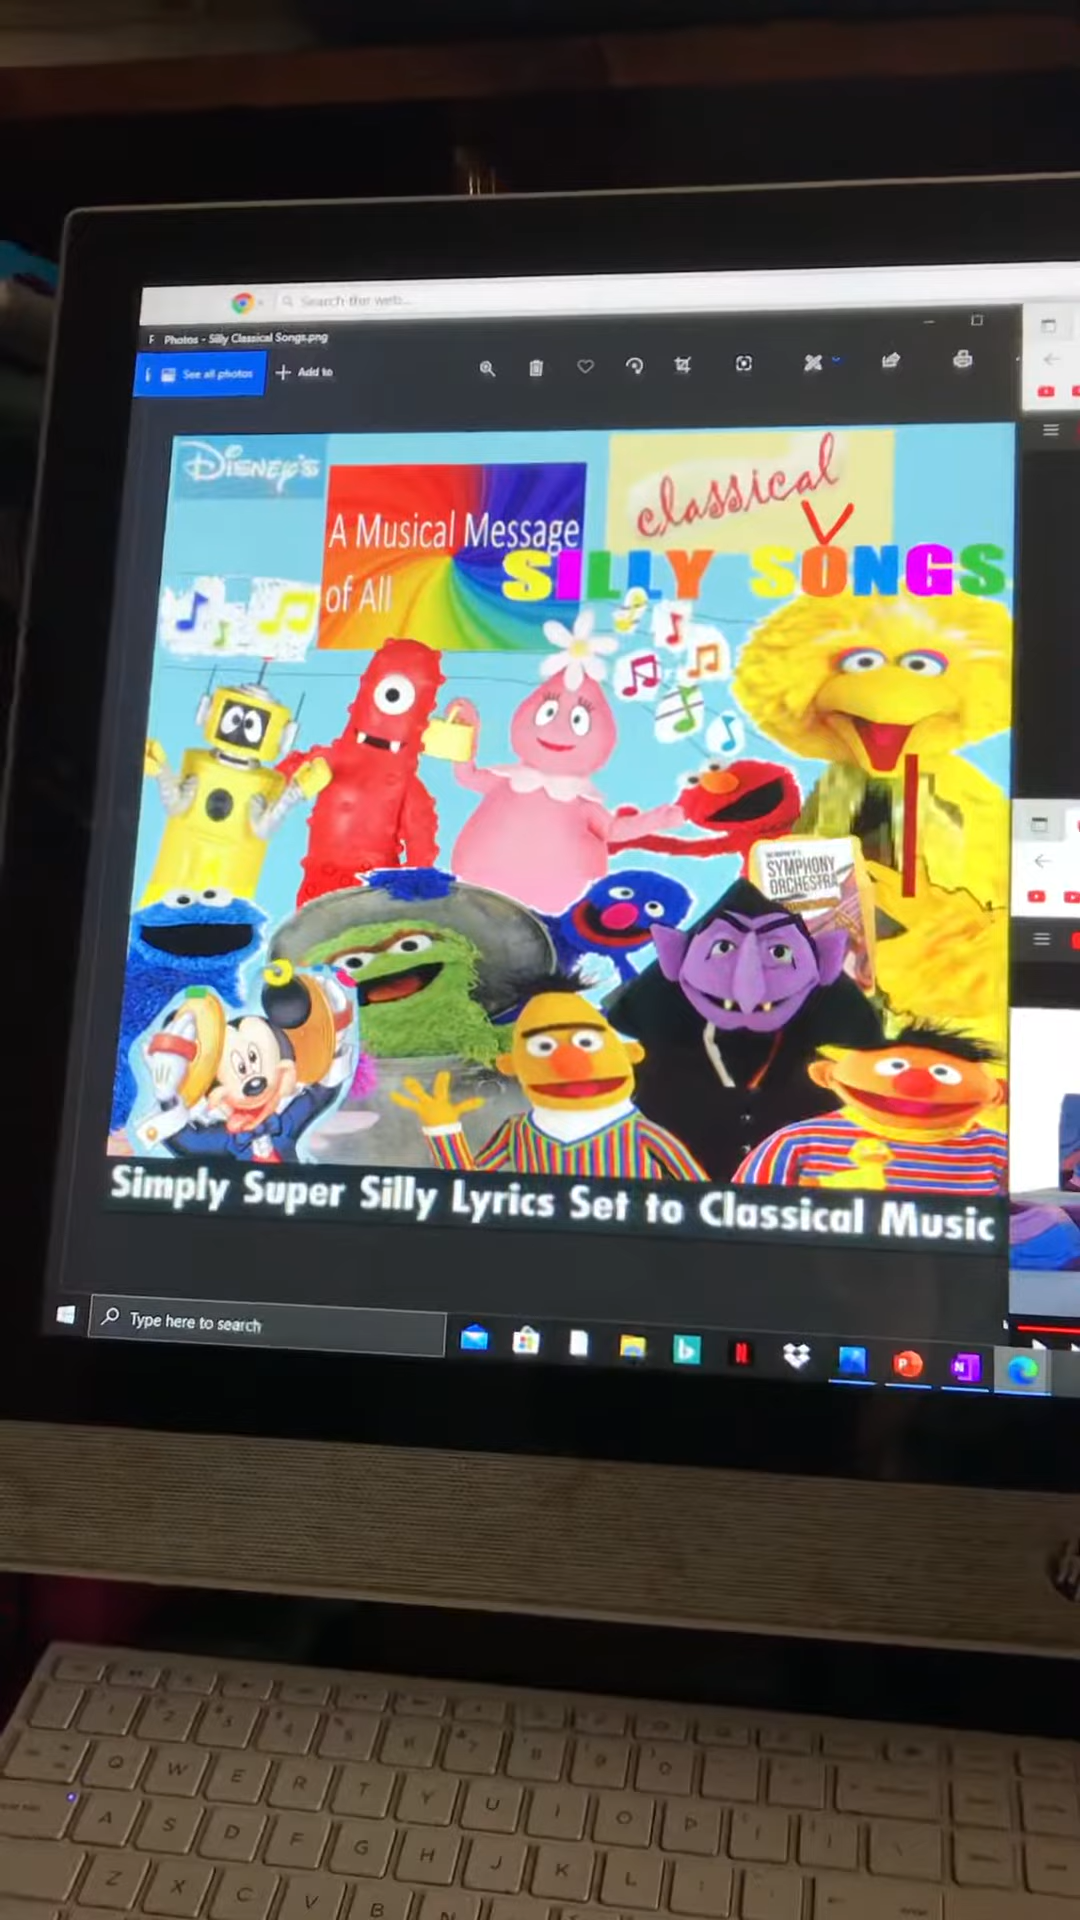 Search the web...
Photos - Silly Classical Songs.png
See all photos
+ Add to
DISNEY'S
A Musical Message
of All
classical
SILLY SONGS
SYMPHONY
ORCHESTRA
Simply Super Silly Lyrics Set to Classical Music
Type here to search
Q W E R T Y U I O P
A S D F G H J K L
Z X C V B N